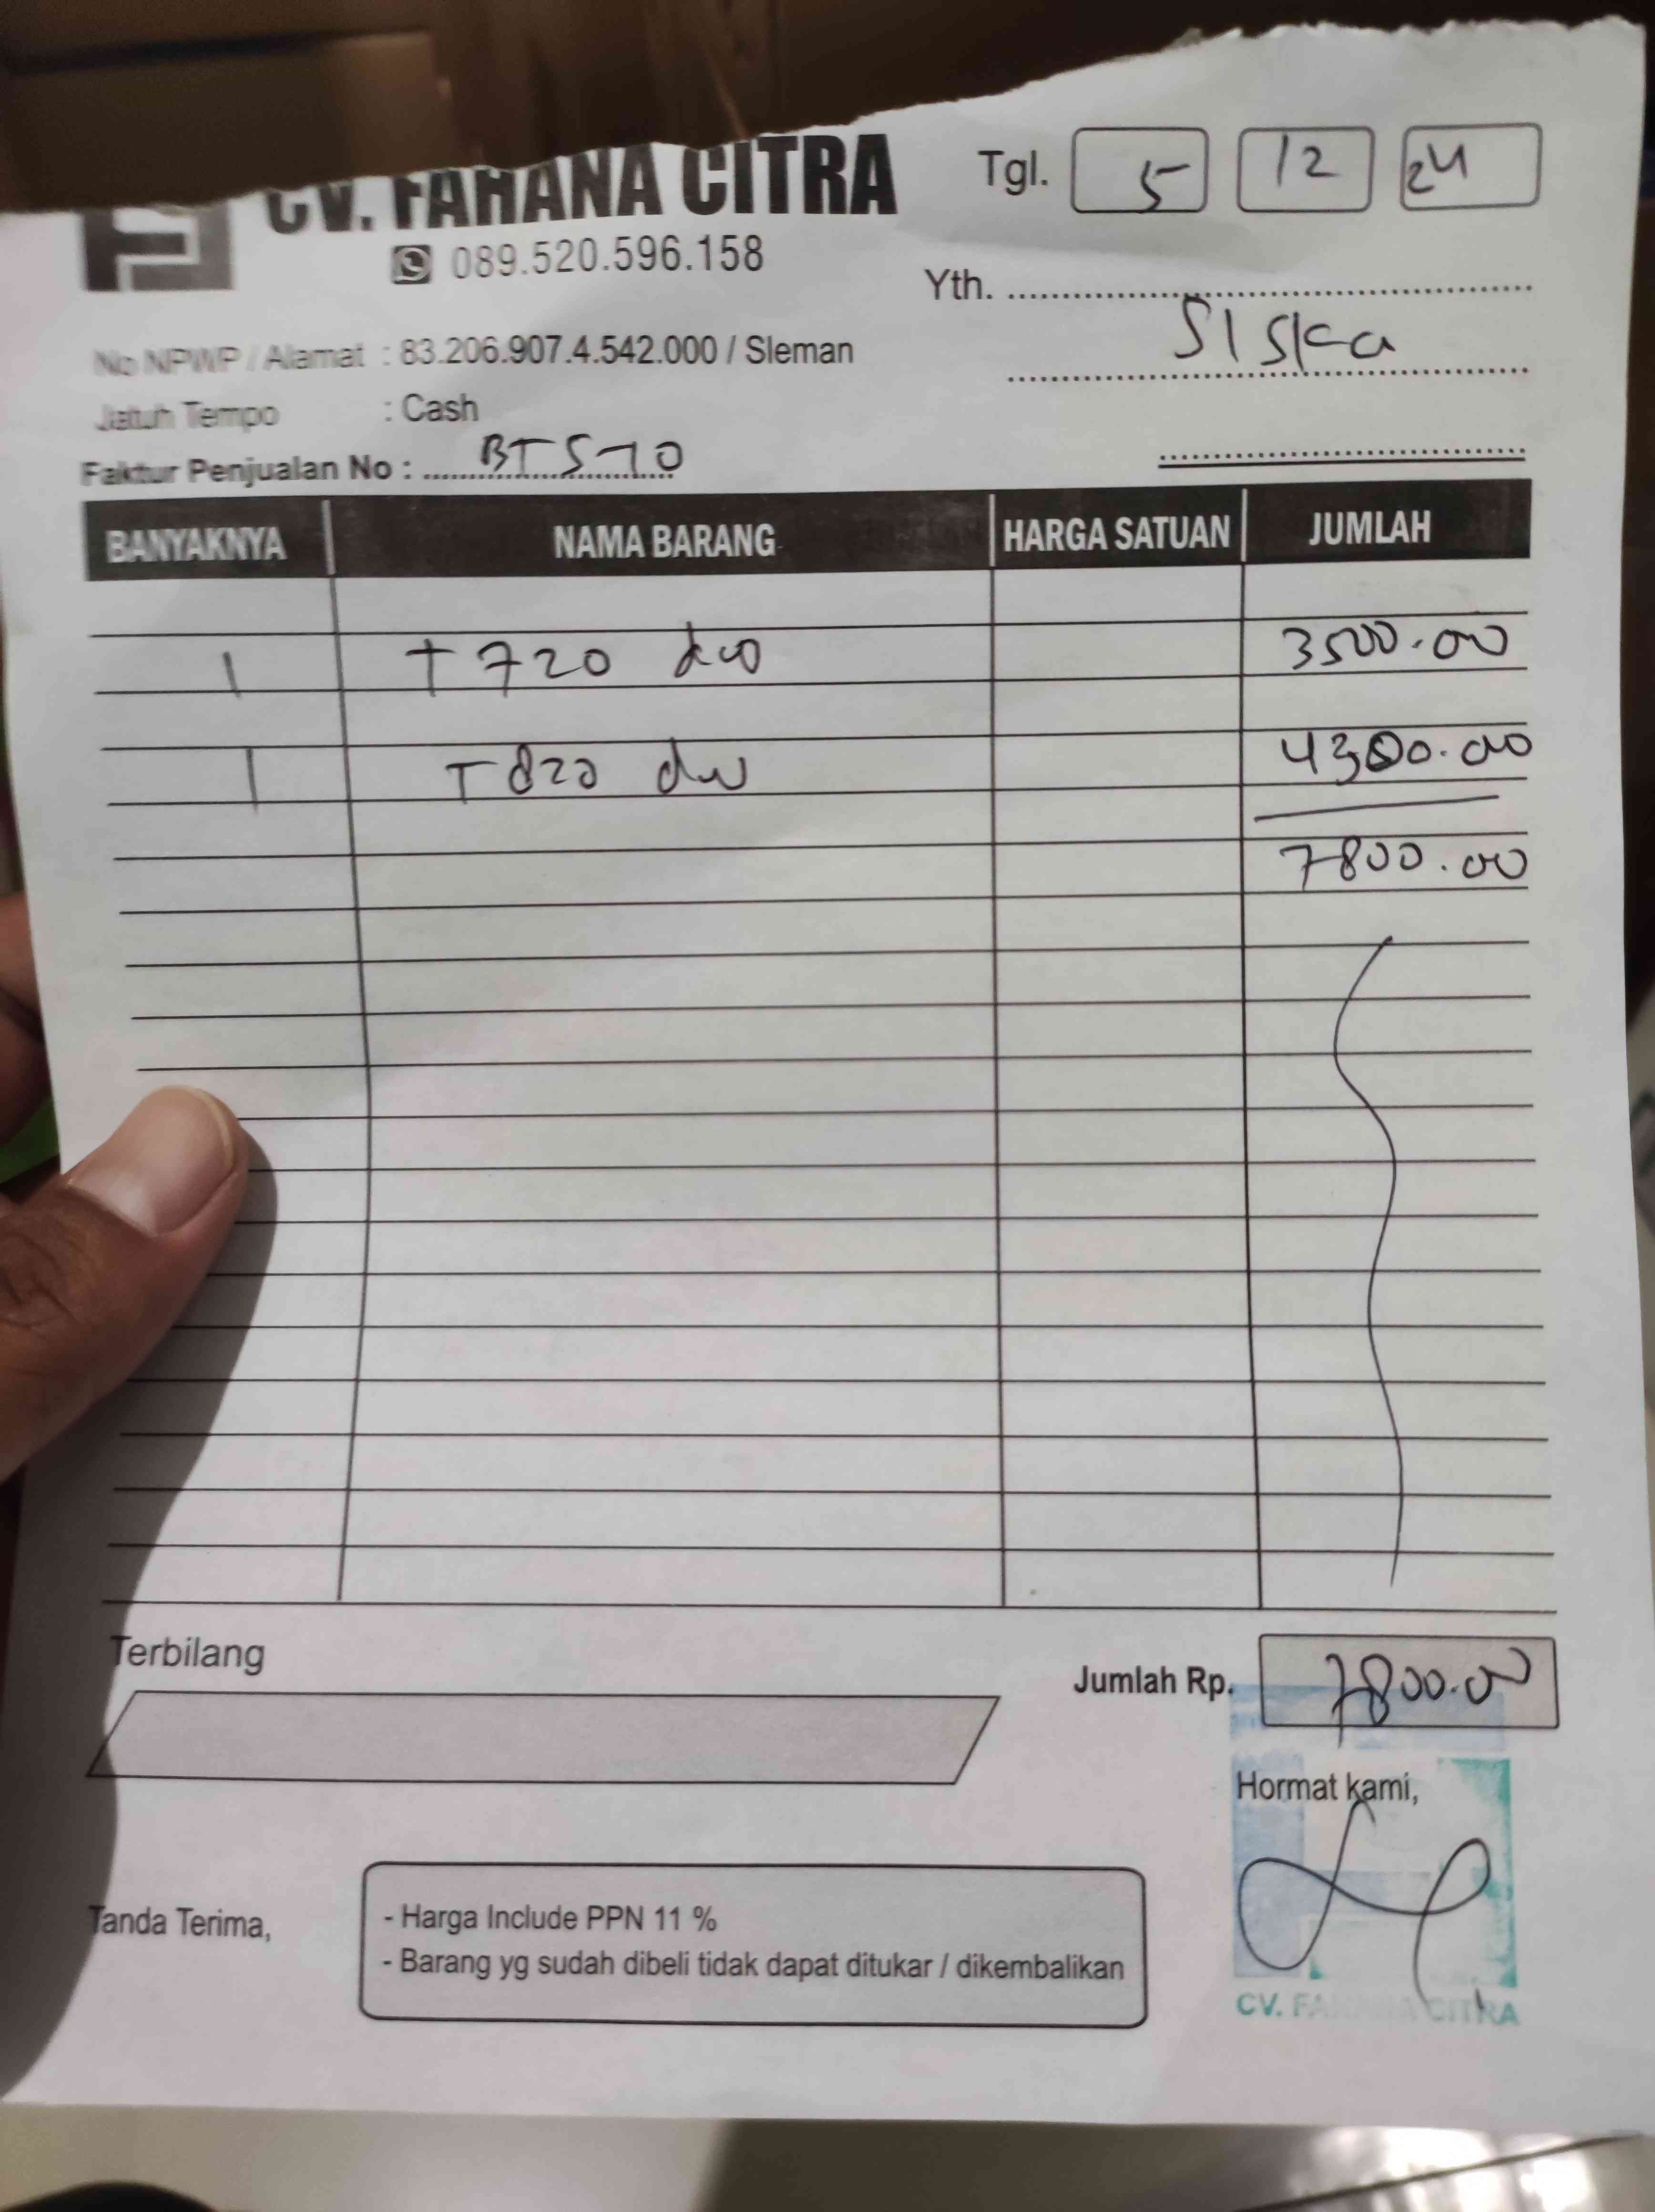 CV. FAHANA CITRA
089.520.596.158
Tgl. 5 12 24
Yth.
Siska
No NPWP / Alamat : 83.206.907.4.542.000 / Sleman
Jatuh Tempo : Cash
Faktur Penjualan No :
BANYAKNYA NAMA BARANG HARGA SATUAN JUMLAH
1 T720 dw 3500.00
1 T820 dw 4300.00
7800.00
Terbilang
Jumlah Rp. 7800.00
Hormat kami,
Tanda Terima,
- Harga Include PPN 11 %
- Barang yg sudah dibeli tidak dapat ditukar / dikembalikan
CV. FAHANA CITRA